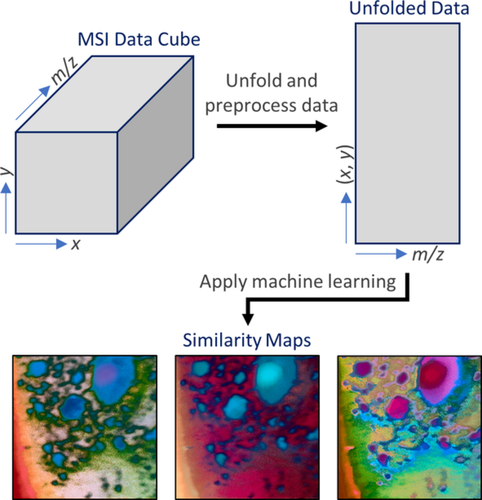 MSI Data Cube
m/z
y
x
Unfold and
preprocess data
Unfolded Data
(x, y)
m/z
Apply machine learning
Similarity Maps